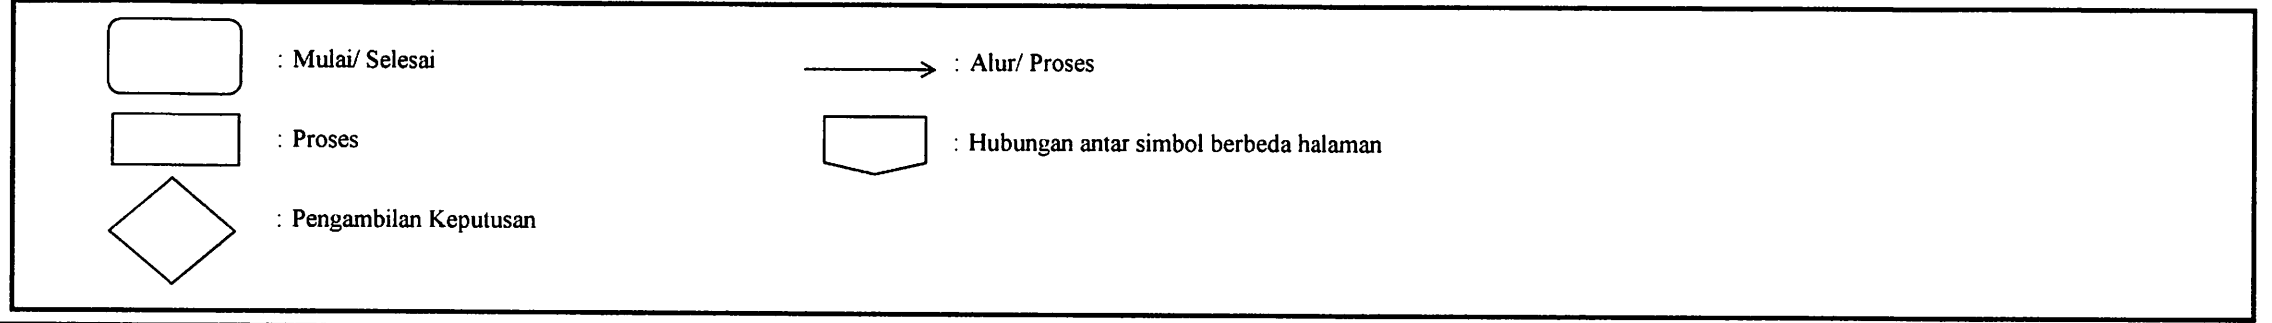 : Mulai/ Selesai
: Alur/ Proses
: Proses
: Hubungan antar simbol berbeda halaman
: Pengambilan Keputusan